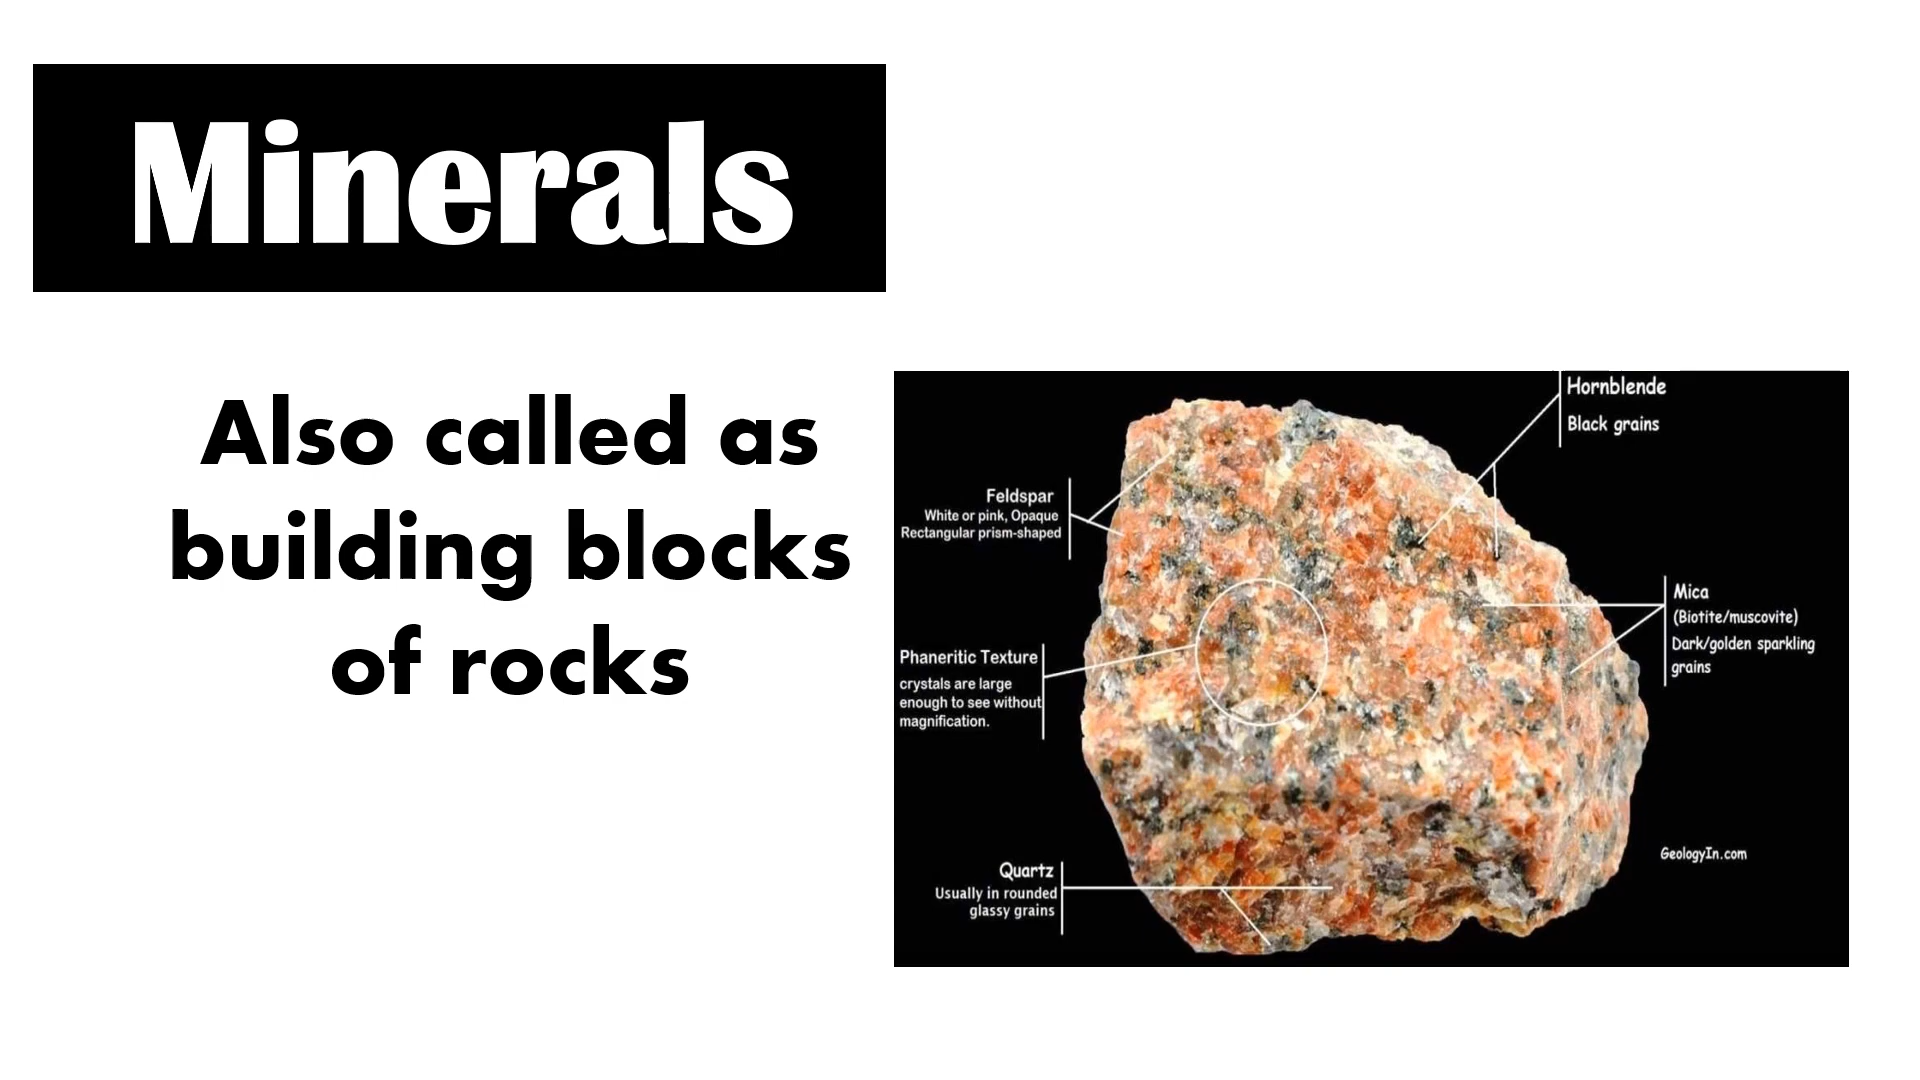 Minerals
Also called as
building blocks
of rocks
Hornblende
Black grains
Feldspar
White or pink, Opaque
Rectangular prism-shaped
Mica
(Biotite/muscovite)
Dark/golden sparkling
grains
Phaneritic Texture
crystals are large
enough to see without
magnification.
Quartz
Usually in rounded
glassy grains
GeologyIn.com